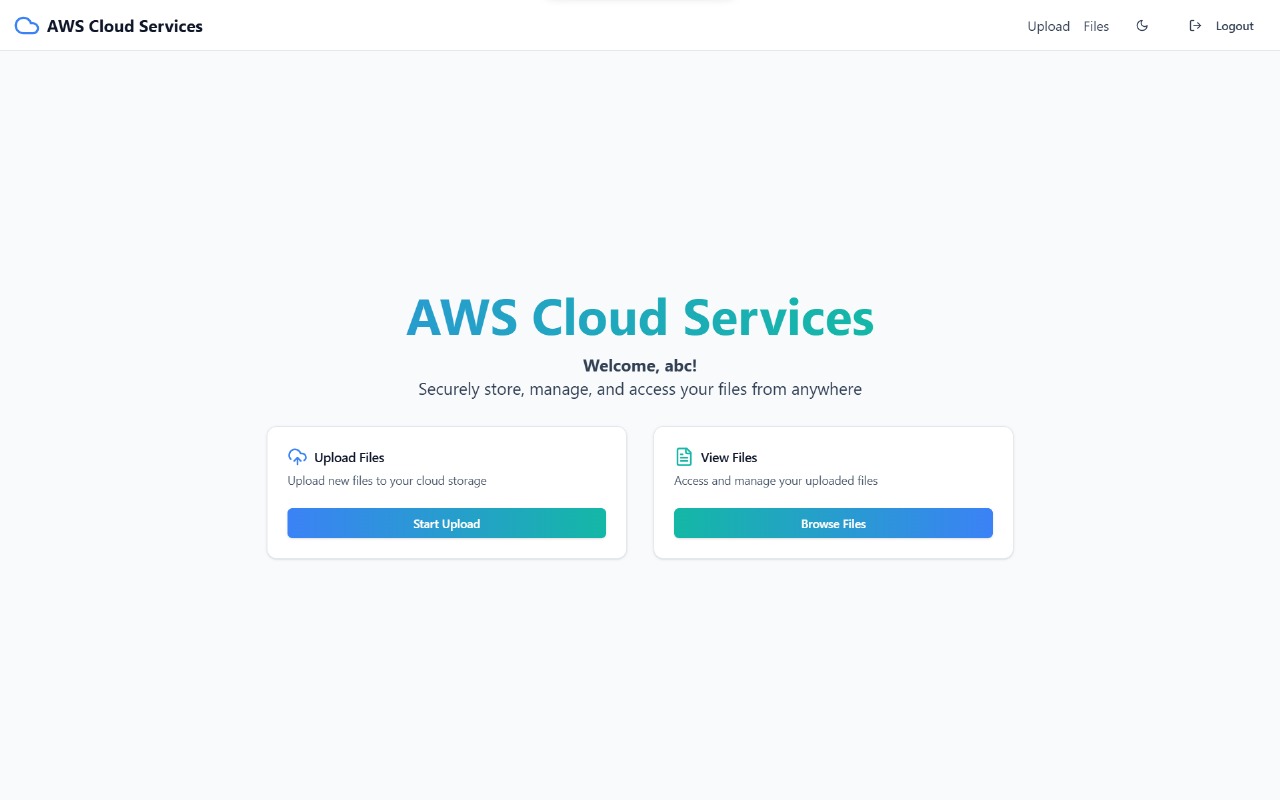 AWS Cloud Services
Upload Files Logout
AWS Cloud Services
Welcome, abc!
Securely store, manage, and access your files from anywhere
Upload Files
Upload new files to your cloud storage
Start Upload
View Files
Access and manage your uploaded files
Browse Files